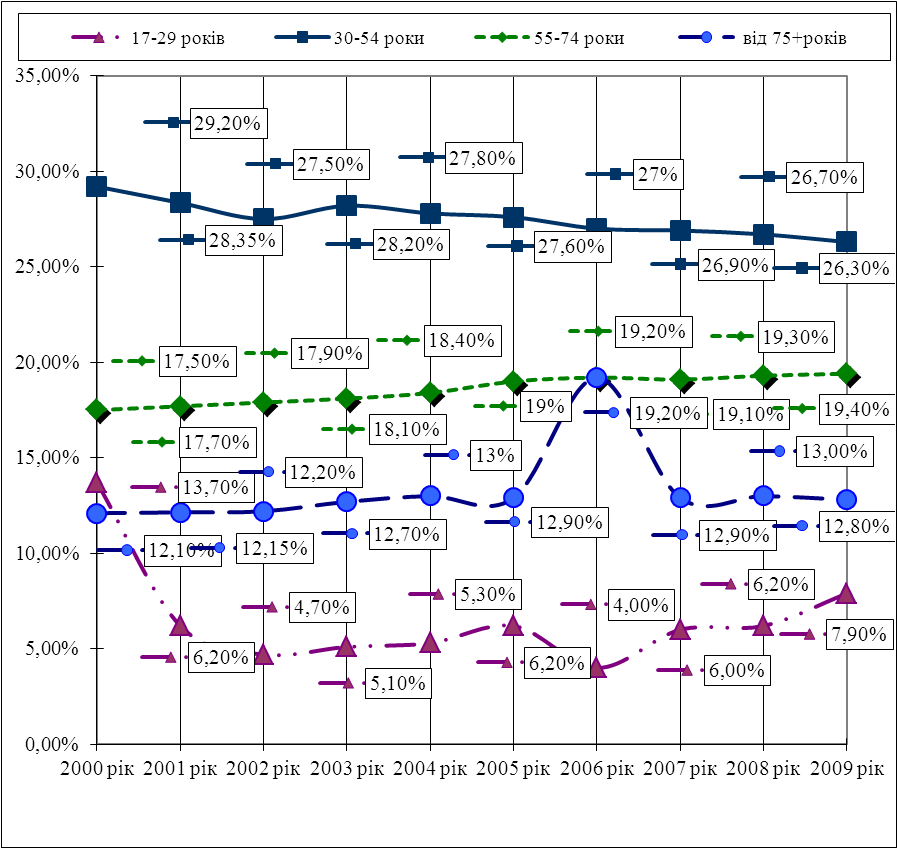 17-29 років 30-54 роки 55-74 роки від 75+років
35,00%
29,20%
27,50% 27,80% 27% 26,70%
30,00%
28,35% 28,20% 27,60% 26,90% 26,30%
25,00%
17,50% 17,90% 18,40% 19,20% 19,30%
20,00%
17,70% 18,10% 19% 19,20% 19,10% 19,40%
15,00%
13,70% 12,20% 13% 13,00%
12,10% 12,15% 12,70% 12,90% 12,90% 12,80%
10,00%
4,70% 5,30% 4,00% 6,20%
5,00%
6,20% 5,10% 6,20% 6,00% 7,90%
0,00%
2000 рік 2001 рік 2002 рік 2003 рік 2004 рік 2005 рік 2006 рік 2007 рік 2008 рік 2009 рік